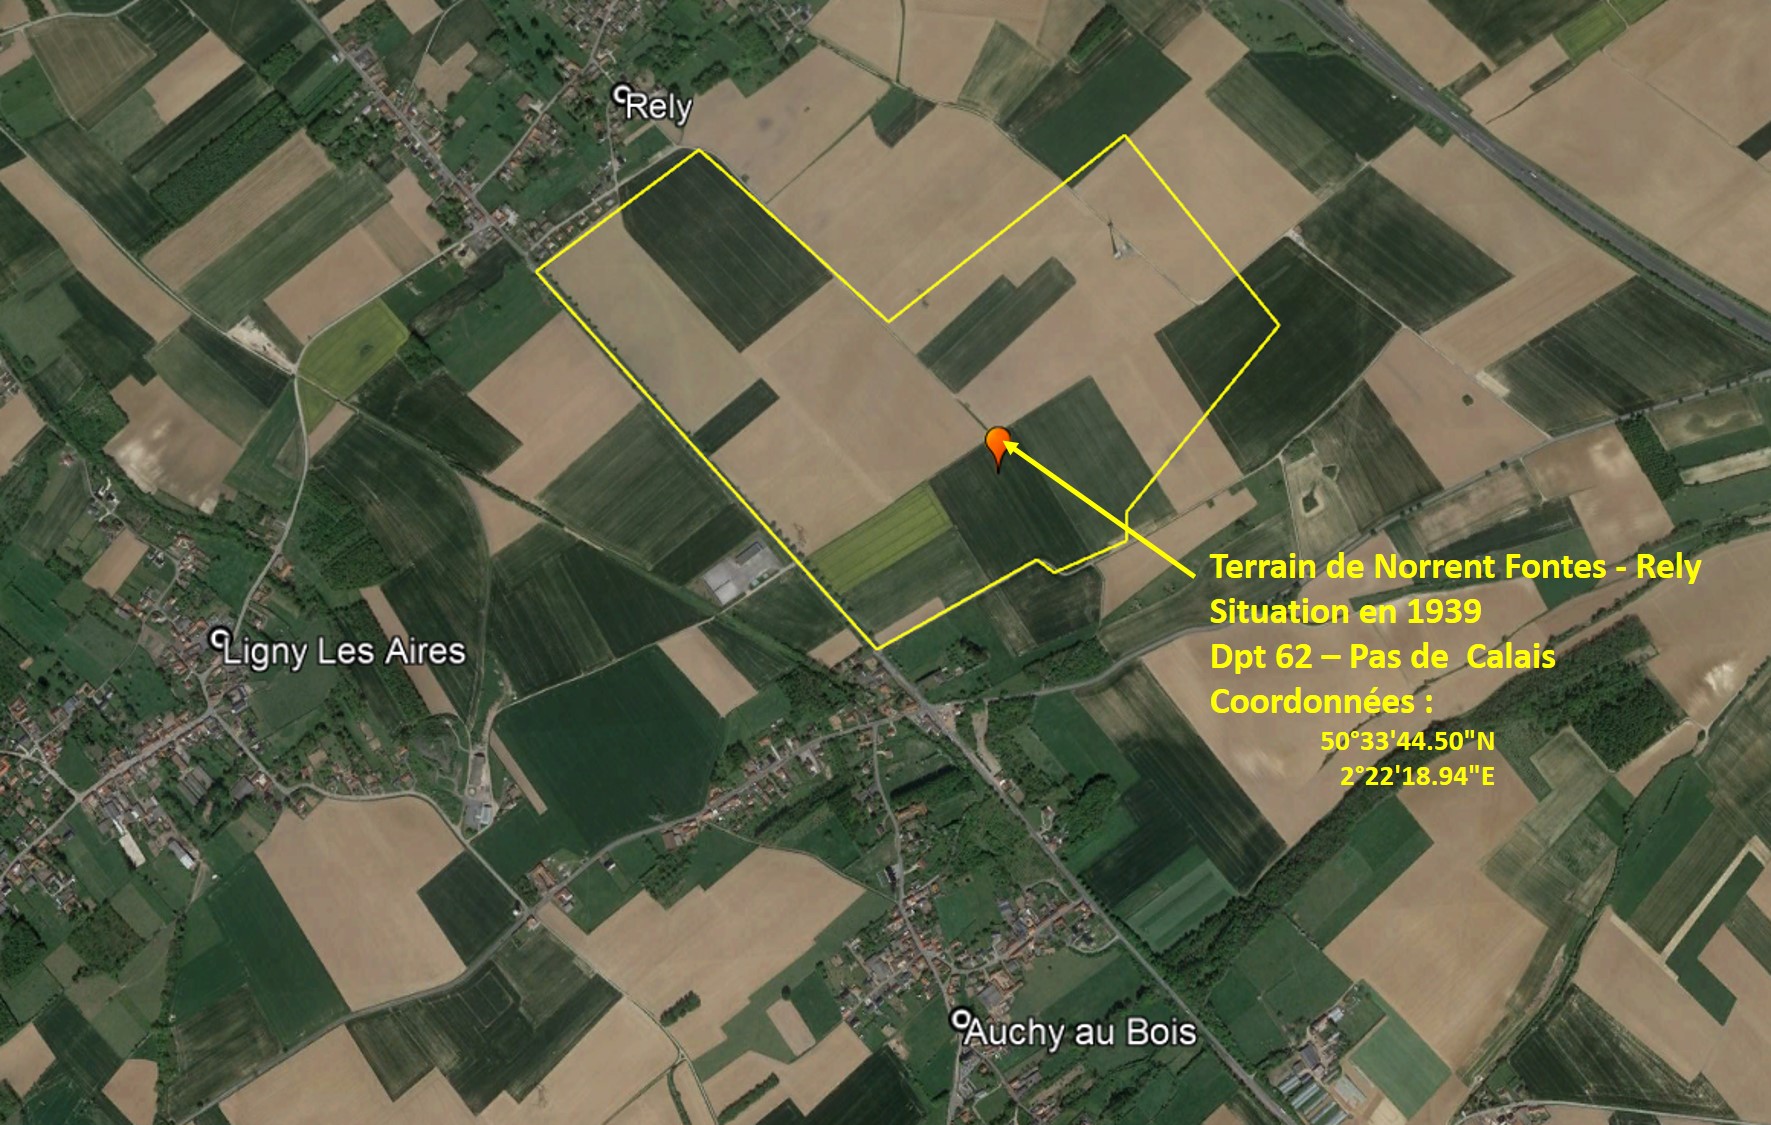 Rely
Terrain de Norrent Fontes - Rely
Situation en 1939
Dpt 62 – Pas de  Calais
Coordonnées :
50°33'44.50"N
2°22'18.94"E
Ligny Les Aires
Auchy au Bois